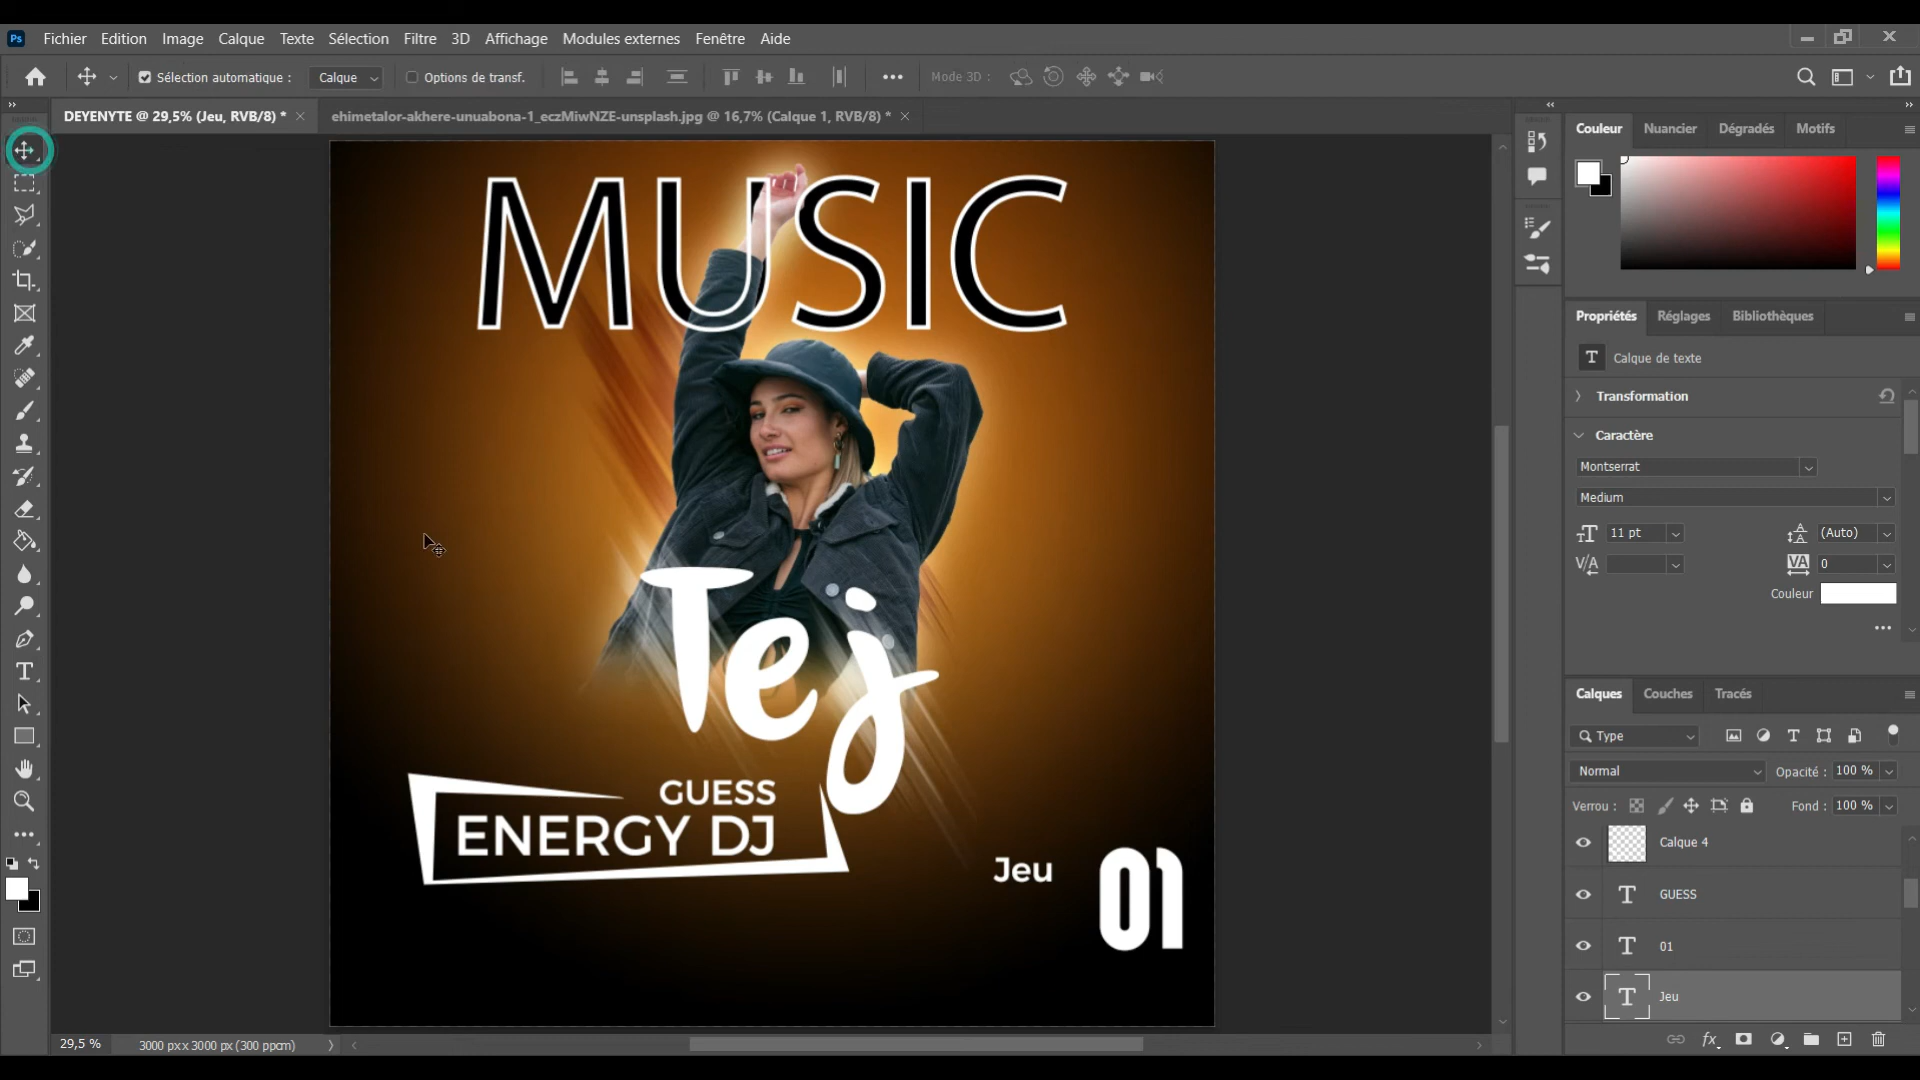 Ps
Fichier Edition Image Calque Texte Sélection Filtre 3D Affichage Modules externes Fenêtre Aide
Sélection automatique : Calque Options de transf. Mode 3D :
DEYENYTE @ 29,5% (Jeu, RVB/8) * ehimetalor-akhere-unuabona-1_eczMiwNZE-unsplash.jpg @ 16,7% (Calque 1, RVB/8) *
MUSIC
Tej
GUESS
ENERGY DJ
Jeu
01
29,5 % 3000 px x 3000 px (300 ppcm)
Couleur Nuancier Dégradés Motifs
Propriétés Réglages Bibliothèques
T Calque de texte
Transformation
Caractère
Montserrat
Medium
11 pt (Auto)
V/A VA 0
Couleur
Calques Couches Tracés
Type
Normal Opacité : 100 %
Verrou : Fond : 100 %
Calque 4
T GUESS
T 01
T Jeu
fx